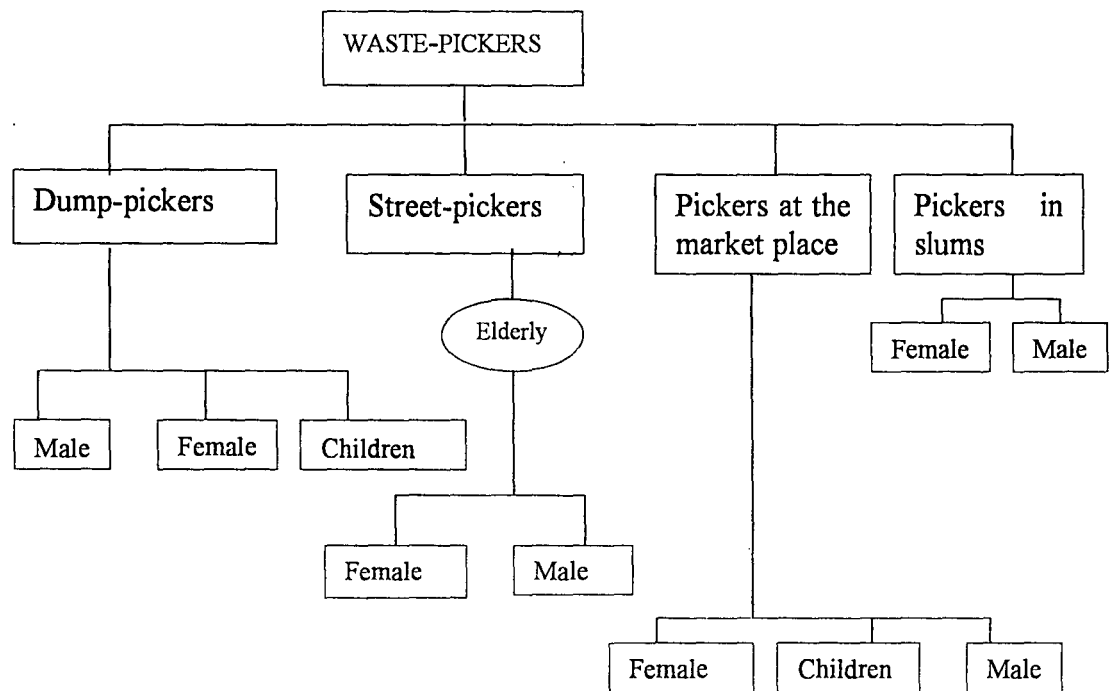 WASTE-PICKERS
Dump-pickers
Street-pickers
Pickers at the
market place
Pickers in
slums
Elderly
Female
Male
Male
Female
Children
Female
Male
Female
Children
Male